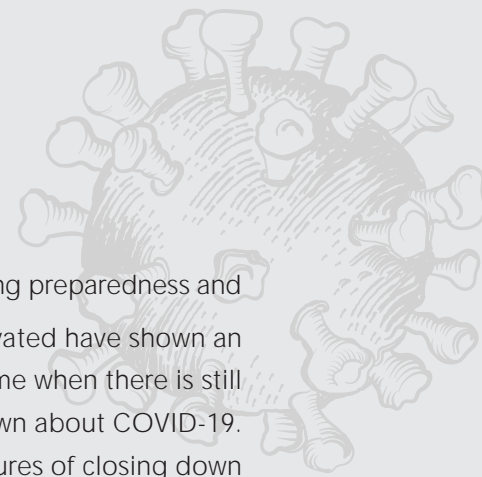 ng preparedness and
vated have shown an
me when there is still
wn about COVID-19.
ures of closing down